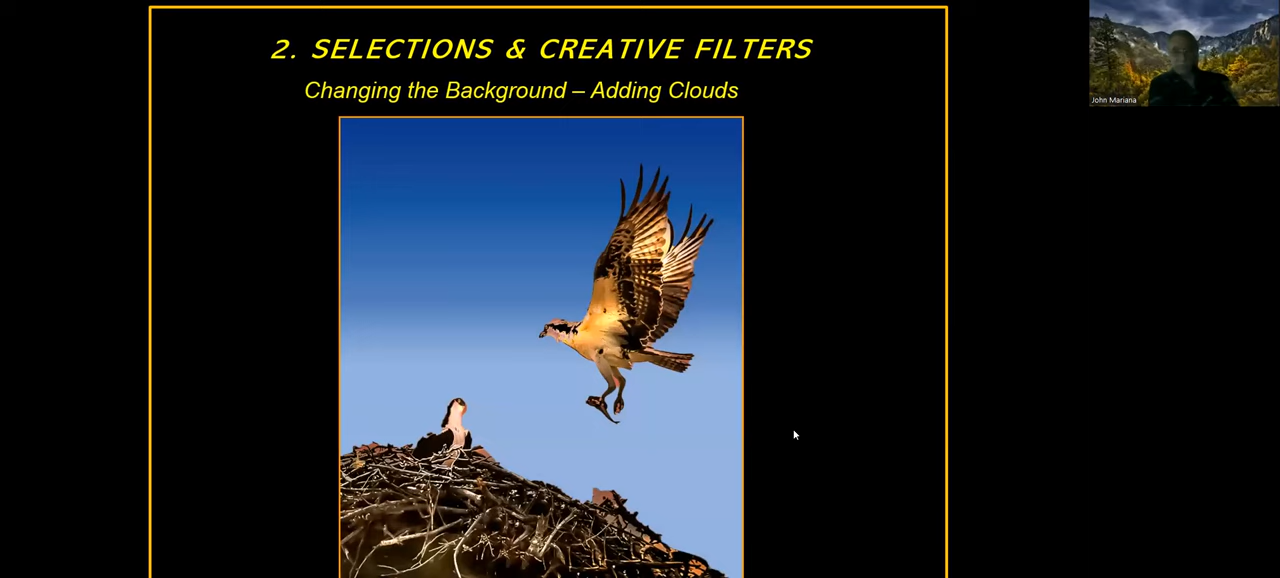 2. SELECTIONS & CREATIVE FILTERS
Changing the Background – Adding Clouds
John Mariana